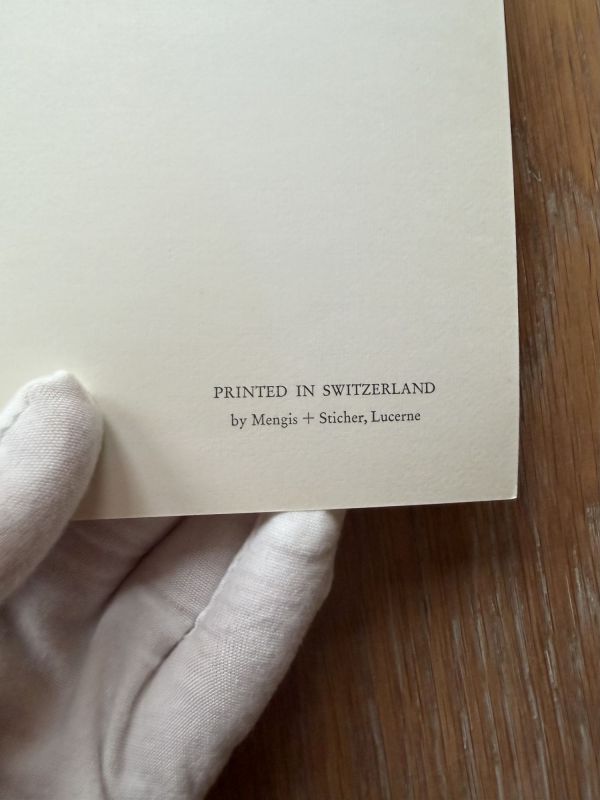 PRINTED IN SWITZERLAND
by Mengis + Sticher, Lucerne